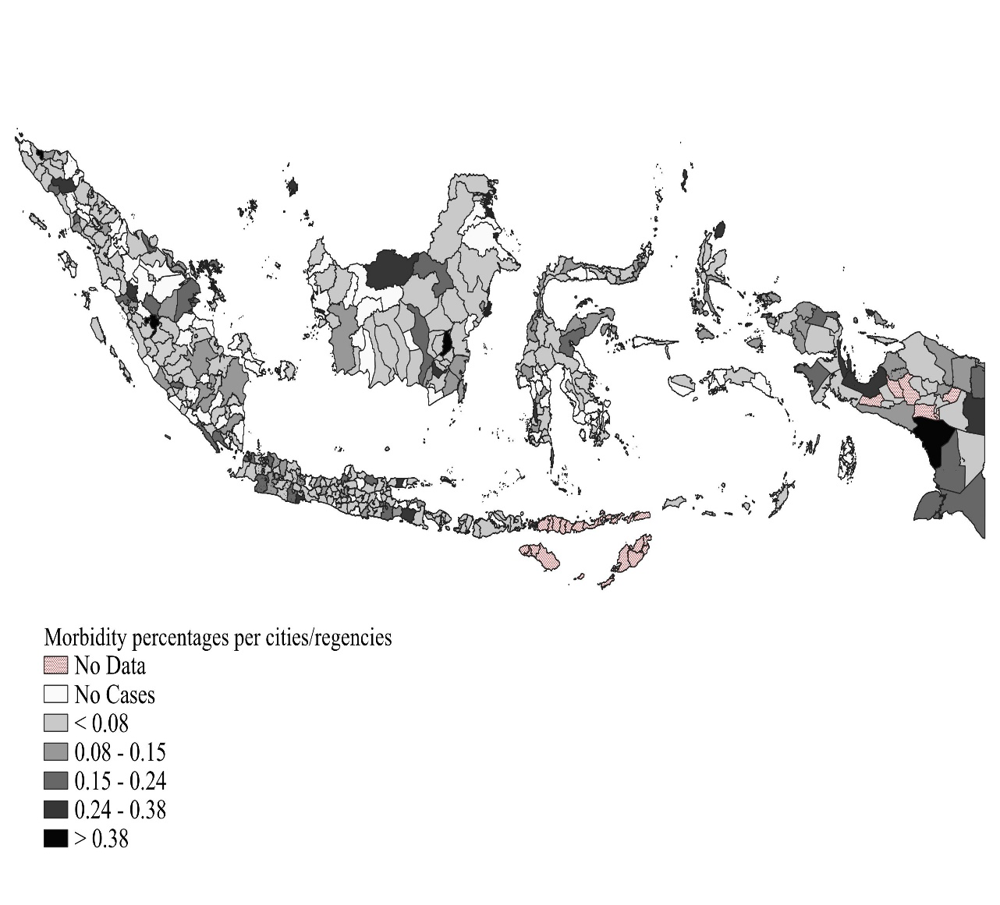 Morbidity percentages per cities/regencies
No Data
No Cases
< 0.08
0.08 - 0.15
0.15 - 0.24
0.24 - 0.38
> 0.38